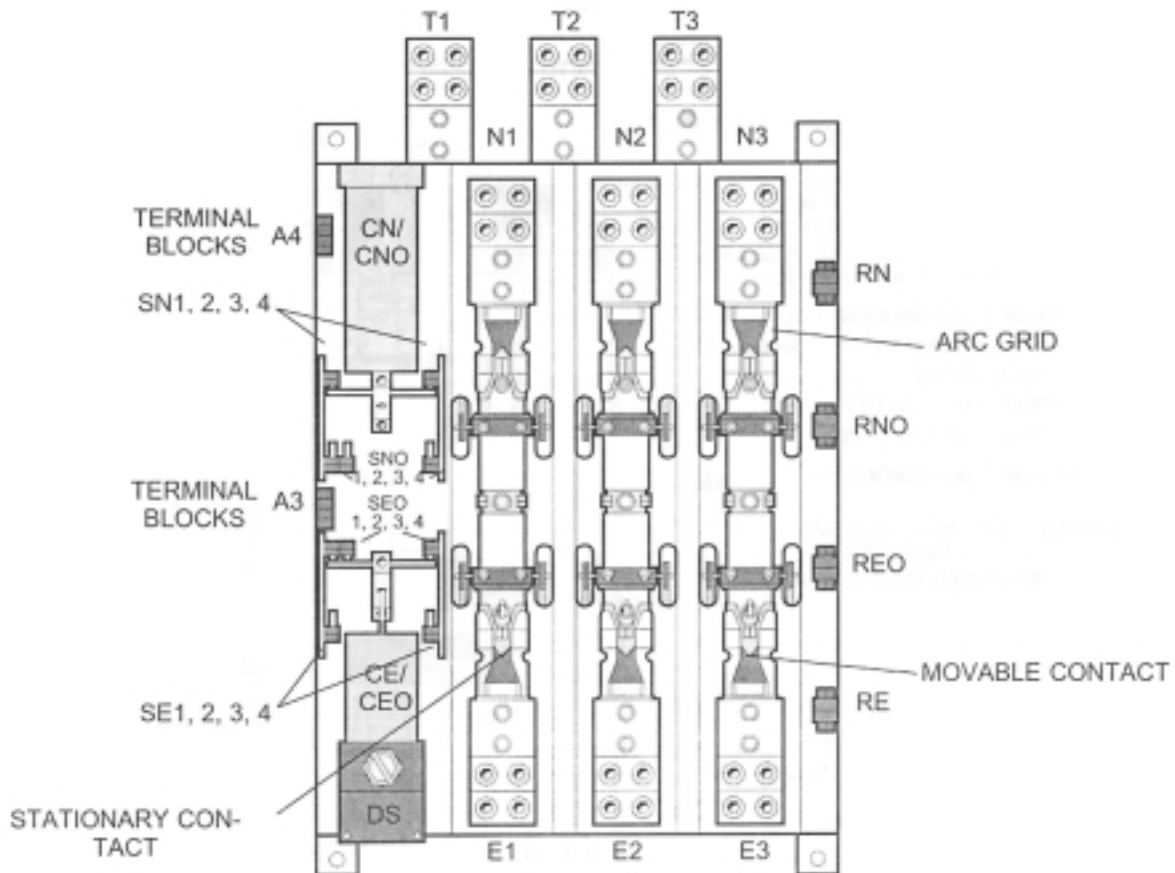 T1
T2
T3
N1
N2
N3
TERMINAL
BLOCKS
A4
CN/
CNO
RN
SN1, 2, 3, 4
ARC GRID
RNO
SNO
1, 2, 3, 4
TERMINAL
BLOCKS
A3
SEO
1, 2, 3, 4
REO
MOVABLE CONTACT
CE/
CEO
RE
SE1, 2, 3, 4
DS
STATIONARY CON-
TACT
E1
E2
E3